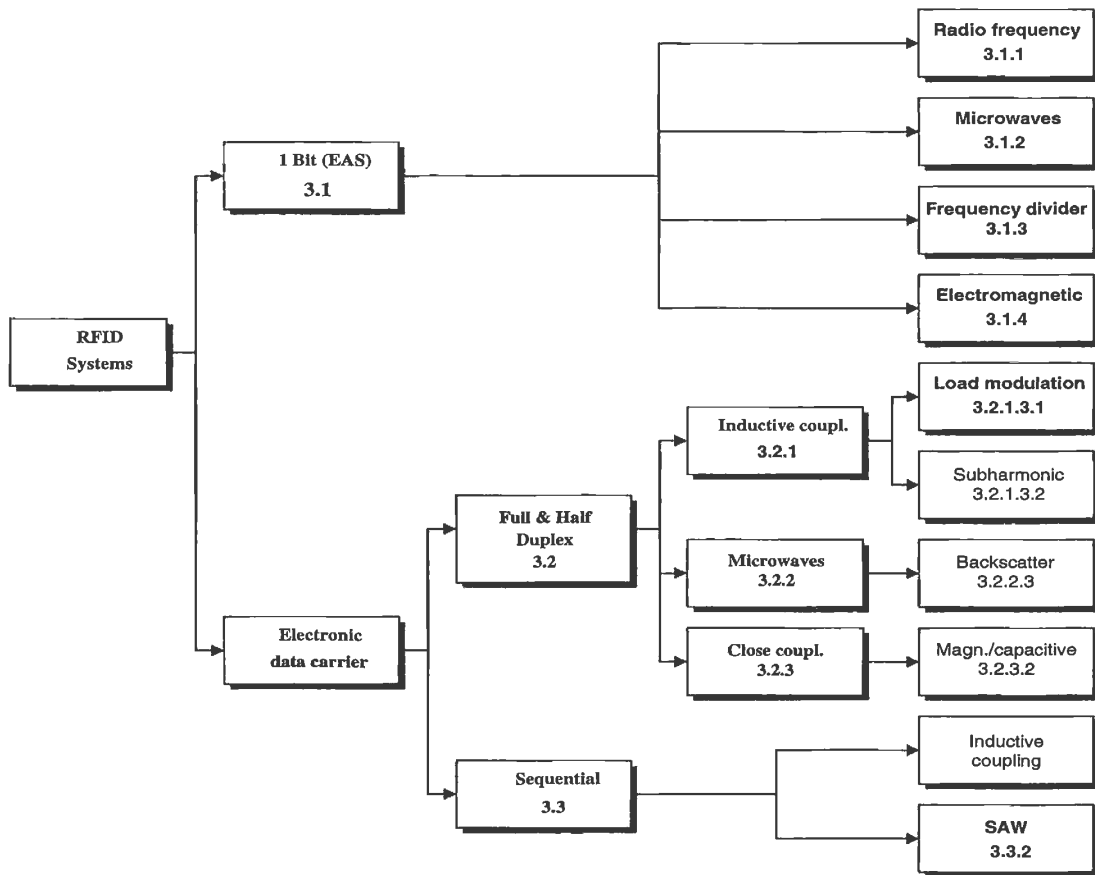 Radio frequency
3.1.1
Microwaves
3.1.2
1 Bit (EAS)
3.1
Frequency divider
3.1.3
Electromagnetic
3.1.4
RFID
Systems
Load modulation
3.2.1.3.1
Inductive coupl.
3.2.1
Subharmonic
3.2.1.3.2
Full & Half
Duplex
3.2
Microwaves
3.2.2
Backscatter
3.2.2.3
Electronic
data carrier
Close coupl.
3.2.3
Magn./capacitive
3.2.3.2
Inductive
coupling
Sequential
3.3
SAW
3.3.2